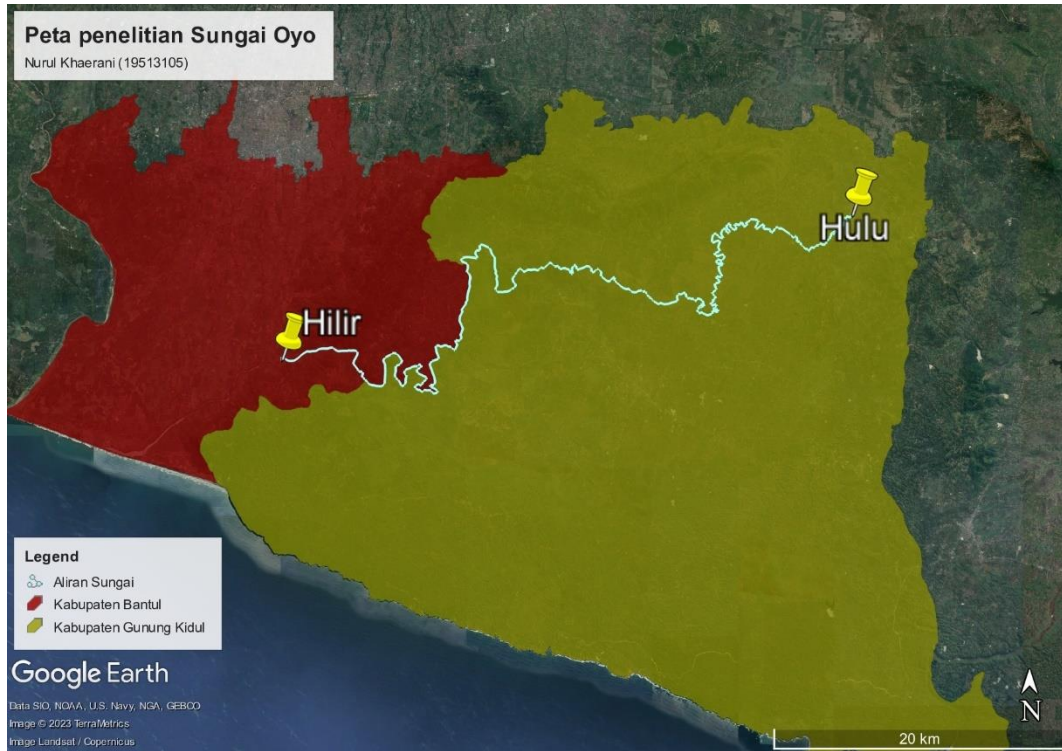 Peta penelitian Sungai Oyo
Nurul Khaerani (19513105)
Hulu
Hilir
Legend
Aliran Sungai
Kabupaten Bantul
Kabupaten Gunung Kidul
Google Earth
Data SIO, NOAA, U.S. Navy, NGA, GEBCO
Image © 2023 TerraMetrics
Image Landsat / Copernicus
N
20 km